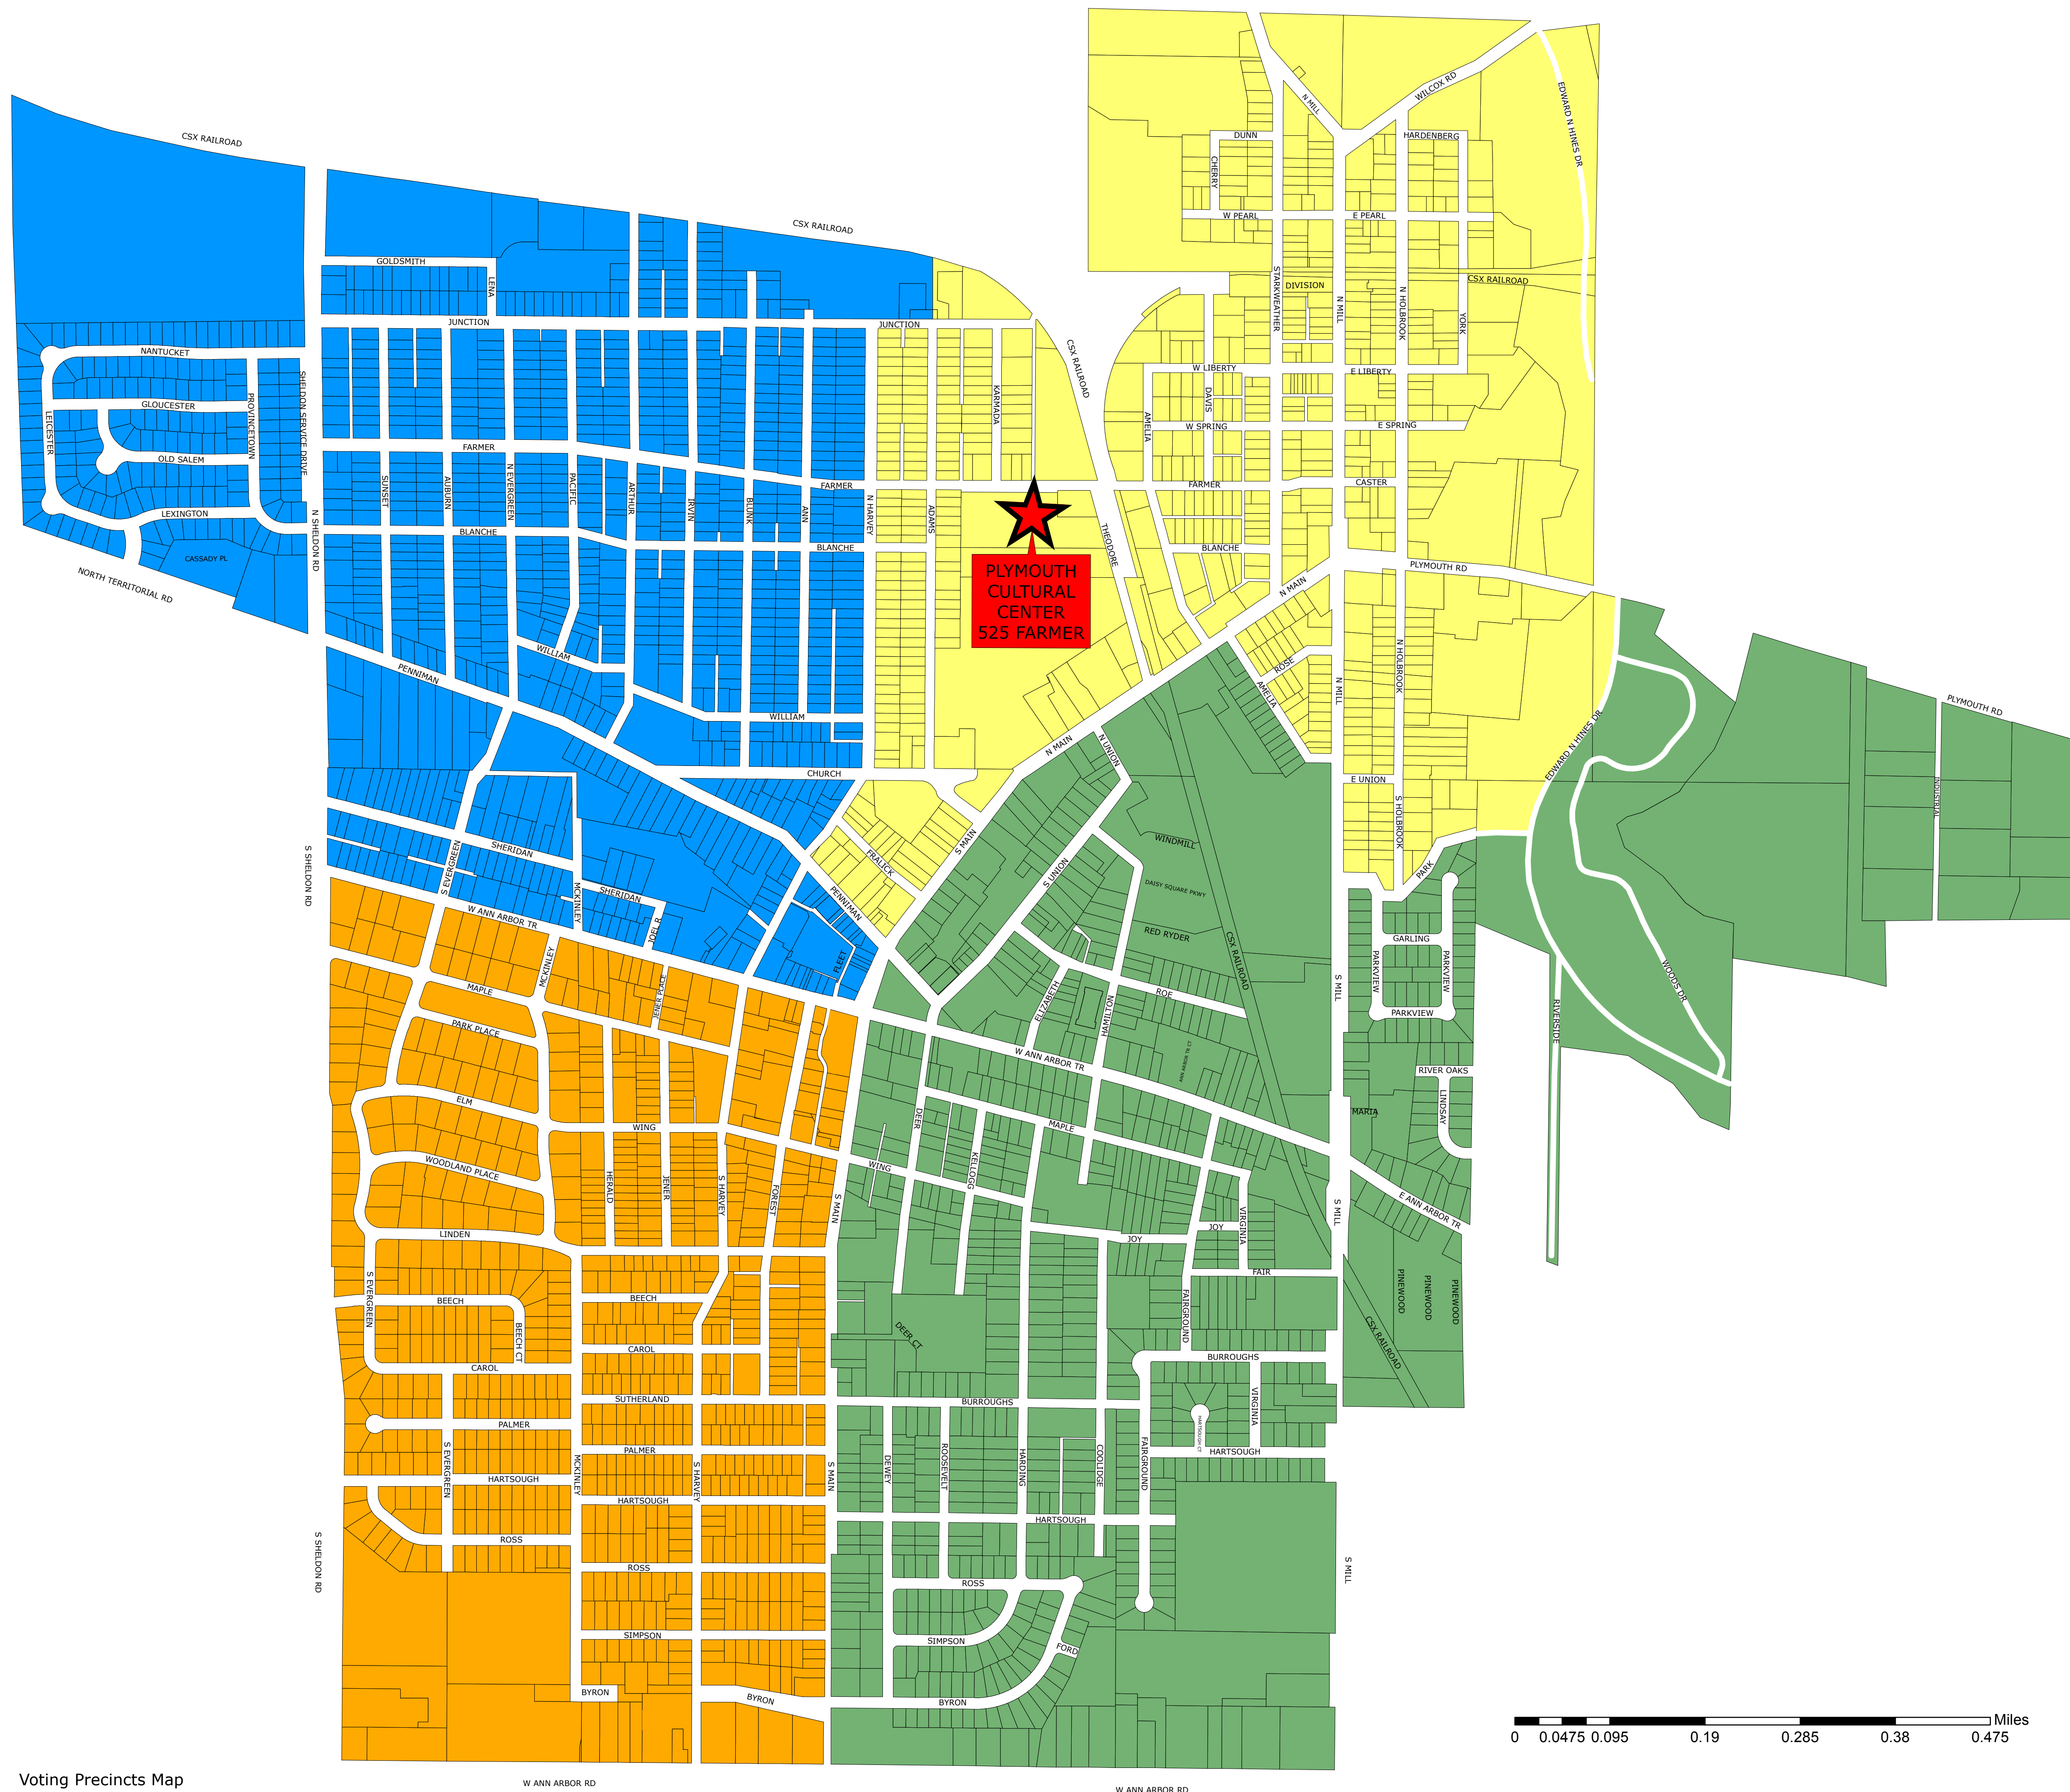 CSX RAILROAD
WILCOX RD
EDWARD N HINES DR
N MILL
DUNN
HARDENBERG
CHERRY
W PEARL
E PEARL
CSX RAILROAD
GOLDSMITH
LENA
STARKWEATHER
DIVISION
N MILL
N HOLBROOK
CSX RAILROAD
YORK
JUNCTION
JUNCTION
NANTUCKET
CSX RAILROAD
W LIBERTY
E LIBERTY
SHELDON SERVICE DRIVE
PROVINCETOWN
GLOUCESTER
LEICESTER
KARMADA
DAVIS
AMELIA
W SPRING
E SPRING
FARMER
OLD SALEM
SUNSET
AUBURN
N EVERGREEN
PACIFIC
ARTHUR
IRVIN
BLUNK
ANN
FARMER
N HARVEY
ADAMS
FARMER
CASTER
LEXINGTON
N SHELDON RD
BLANCHE
BLANCHE
THEODORE
BLANCHE
CASSADY PL
NORTH TERRITORIAL RD
PLYMOUTH
CULTURAL
CENTER
525 FARMER
N MAIN
PLYMOUTH RD
PENNIMAN
WILLIAM
WILLIAM
ROSE
AMELIA
N MILL
N HOLBROOK
PLYMOUTH RD
N MAIN
N UNION
EDWARD N HINES DR
CHURCH
E UNION
S HOLBROOK
INDUSTRIAL
S SHELDON RD
S EVERGREEN
SHERIDAN
SHERIDAN
MCKINLEY
JOEL R
FRALICK
PENNIMAN
S MAIN
S UNION
WINDMILL
DAISY SQUARE PKWY
RED RYDER
PARK
W ANN ARBOR TR
FLEET
CSX RAILROAD
GARLING
PARKVIEW
PARKVIEW
PARKVIEW
WOODS DR
RIVERSIDE
MCKINLEY
MAPLE
JENER PLACE
PARK PLACE
ELIZABETH
HAMILTON
ROE
S MILL
W ANN ARBOR TR
ANN ARBOR TR CT
RIVER OAKS
LINDSAY
MARIA
ELM
WING
DEER
MAPLE
WOODLAND PLACE
HERALD
JENER
S HARVEY
FOREST
S MAIN
WING
KELLOGG
VIRGINIA
JOY
JOY
S MILL
E ANN ARBOR TR
LINDEN
FAIR
S EVERGREEN
BEECH
BEECH
BEECH CT
FAIRGROUND
PINEWOOD
PINEWOOD
PINEWOOD
CSX RAILROAD
DEER CT
CAROL
CAROL
BURROUGHS
SUTHERLAND
BURROUGHS
VIRGINIA
HARTSOUGH CT
PALMER
PALMER
HARTSOUGH
S EVERGREEN
MCKINLEY
S HARVEY
S MAIN
DEWEY
ROOSEVELT
HARDING
COOLIDGE
FAIRGROUND
HARTSOUGH
HARTSOUGH
HARTSOUGH
ROSS
ROSS
ROSS
S SHELDON RD
S MILL
SIMPSON
SIMPSON
FORD
BYRON
BYRON
BYRON
Miles
0 0.0475 0.095 0.19 0.285 0.38 0.475
Voting Precincts Map
W ANN ARBOR RD
W ANN ARBOR RD